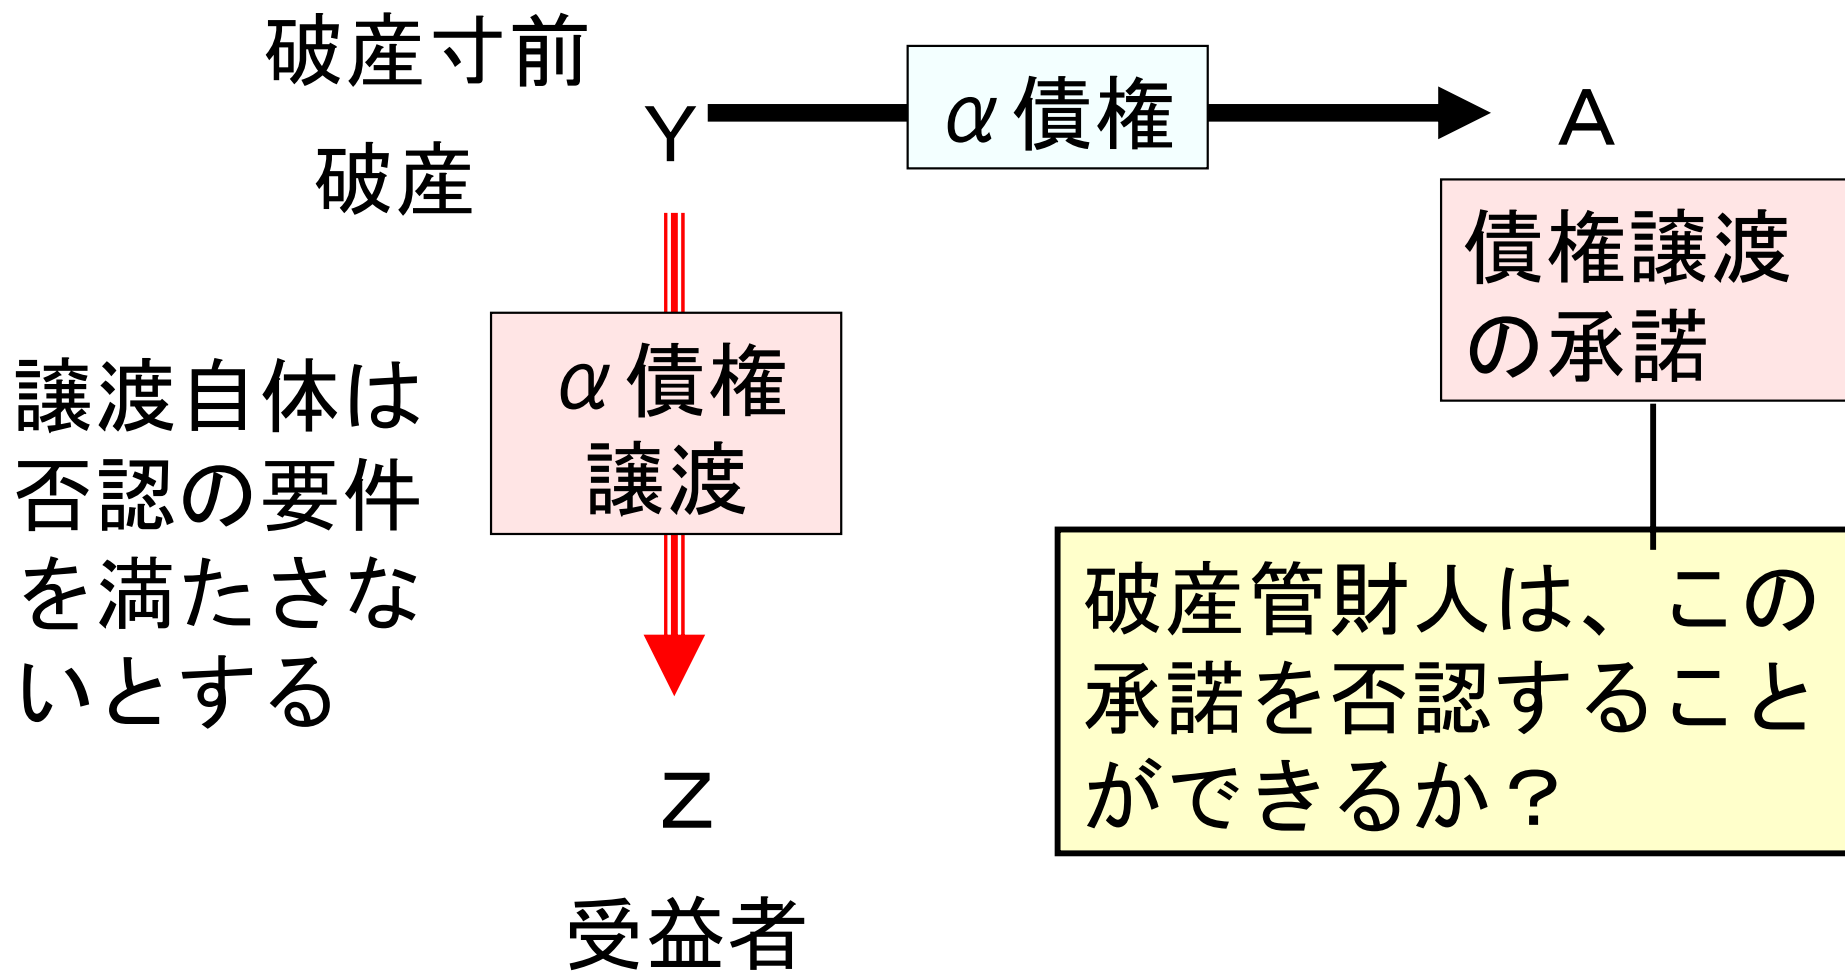 破産寸前
破産
Y
α債権
A
債権譲渡
の承諾
α債権
譲渡
譲渡自体は
否認の要件
を満たさな
いとする
破産管財人は、この
承諾を否認すること
ができるか？
Z
受益者